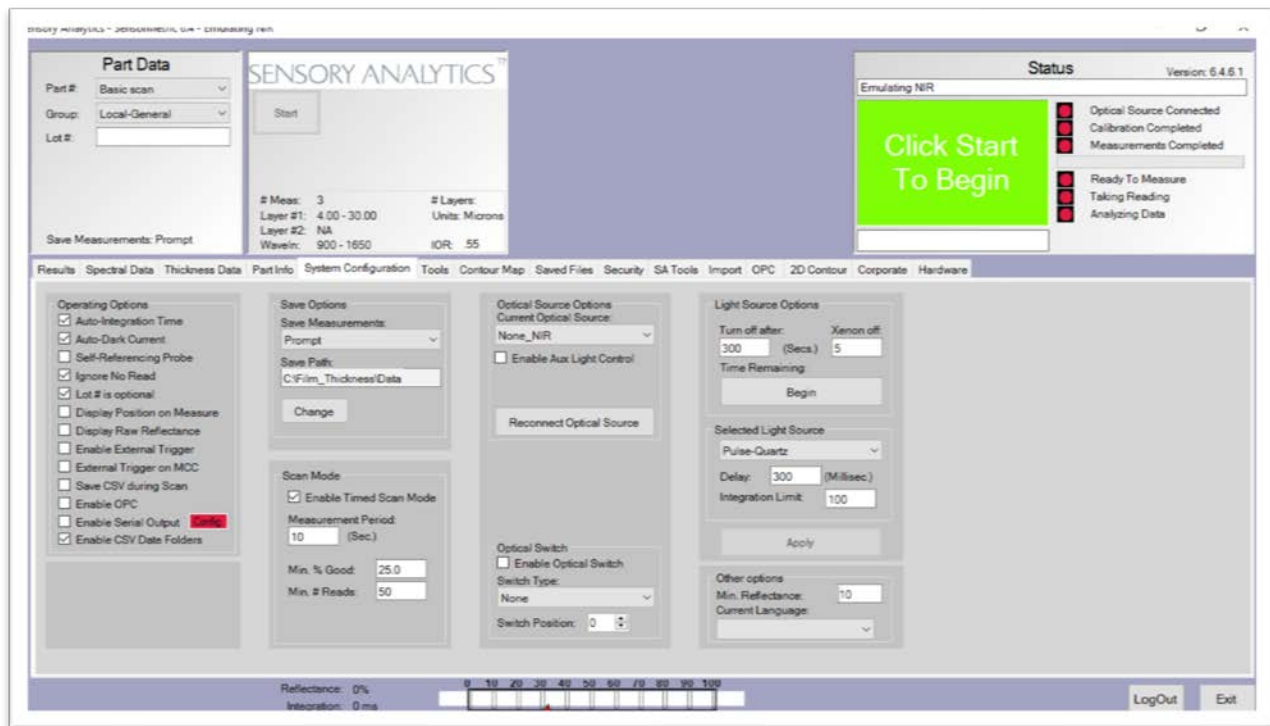 Sensory Analytics - SensorMetric 6.4 - Emulating NIR
Part Data
Part #: Basic scan
Group: Local-General
Lot #:
Save Measurements: Prompt
SENSORY ANALYTICS™
Start
# Meas: 3 # Layers:
Layer #1: 4.00 - 30.00 Units: Microns
Layer #2: NA
Waveln: 900 - 1650 IOR: .55
Status
Version: 6.4.6.1
Emulating NIR
Click Start
To Begin
Optical Source Connected
Calibration Completed
Measurements Completed
Ready To Measure
Taking Reading
Analyzing Data
Results Spectral Data Thickness Data Part Info System Configuration Tools Contour Map Saved Files Security SA Tools Import OPC 2D Contour Corporate Hardware
Operating Options
Auto-Integration Time
Auto-Dark Current
Self-Referencing Probe
Ignore No Read
Lot # is optional
Display Position on Measure
Display Raw Reflectance
Enable External Trigger
External Trigger on MCC
Save CSV during Scan
Enable OPC
Enable Serial Output Config
Enable CSV Date Folders
Save Options
Save Measurements:
Prompt
Save Path:
C:\Film_Thickness\Data
Change
Scan Mode
Enable Timed Scan Mode
Measurement Period:
10 (Sec.)
Min. % Good: 25.0
Min. # Reads: 50
Optical Source Options
Current Optical Source:
None_NIR
Enable Aux Light Control
Reconnect Optical Source
Optical Switch
Enable Optical Switch
Switch Type:
None
Switch Position: 0
Light Source Options
Turn off after: Xenon off:
300 (Secs.) 5
Time Remaining:
Begin
Selected Light Source
Pulse-Quartz
Delay: 300 (Millisec.)
Integration Limit: 100
Apply
Other options
Min. Reflectance: 10
Current Language:
Reflectance: 0%
Integration: 0 ms
0 10 20 30 40 50 60 70 80 90 100
LogOut Exit